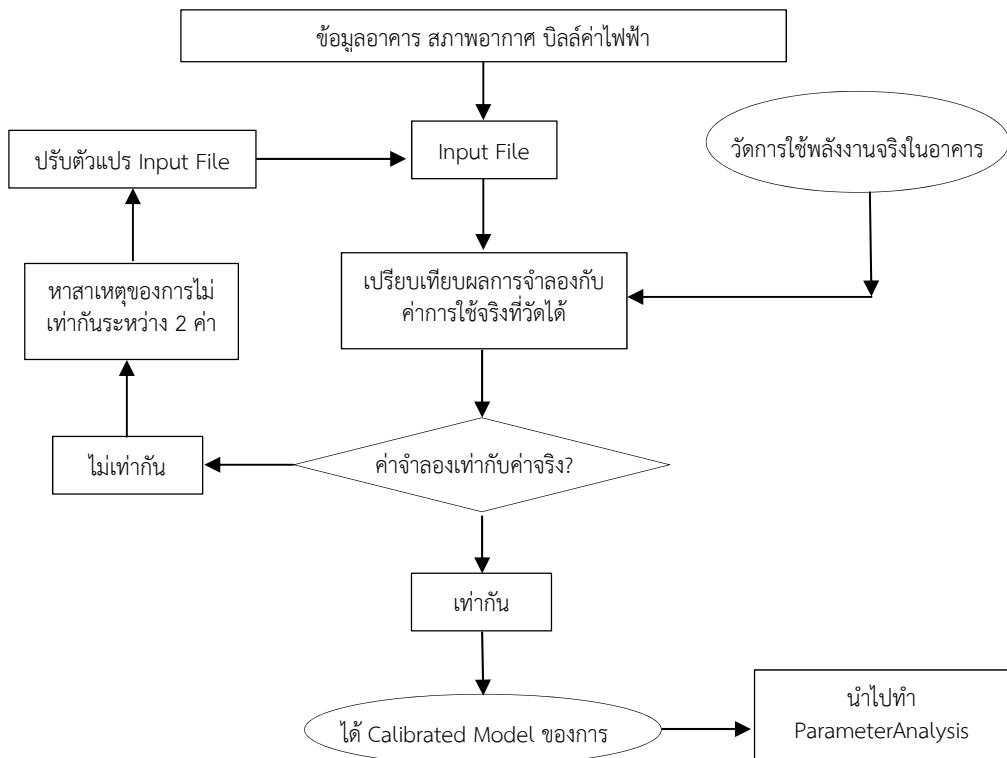 ข้อมูลอาคาร สภาพอากาศ บิลล์ค่าไฟฟ้า
ปรับตัวแปร Input File
Input File
วัดการใช้พลังงานจริงในอาคาร
หาสาเหตุของการไม่
เท่ากันระหว่าง 2 ค่า
เปรียบเทียบผลการจำลองกับ
ค่าการใช้จริงที่วัดได้
ไม่เท่ากัน
ค่าจำลองเท่ากับค่าจริง?
เท่ากัน
ได้ Calibrated Model ของการ
นำไปทำ
ParameterAnalysis